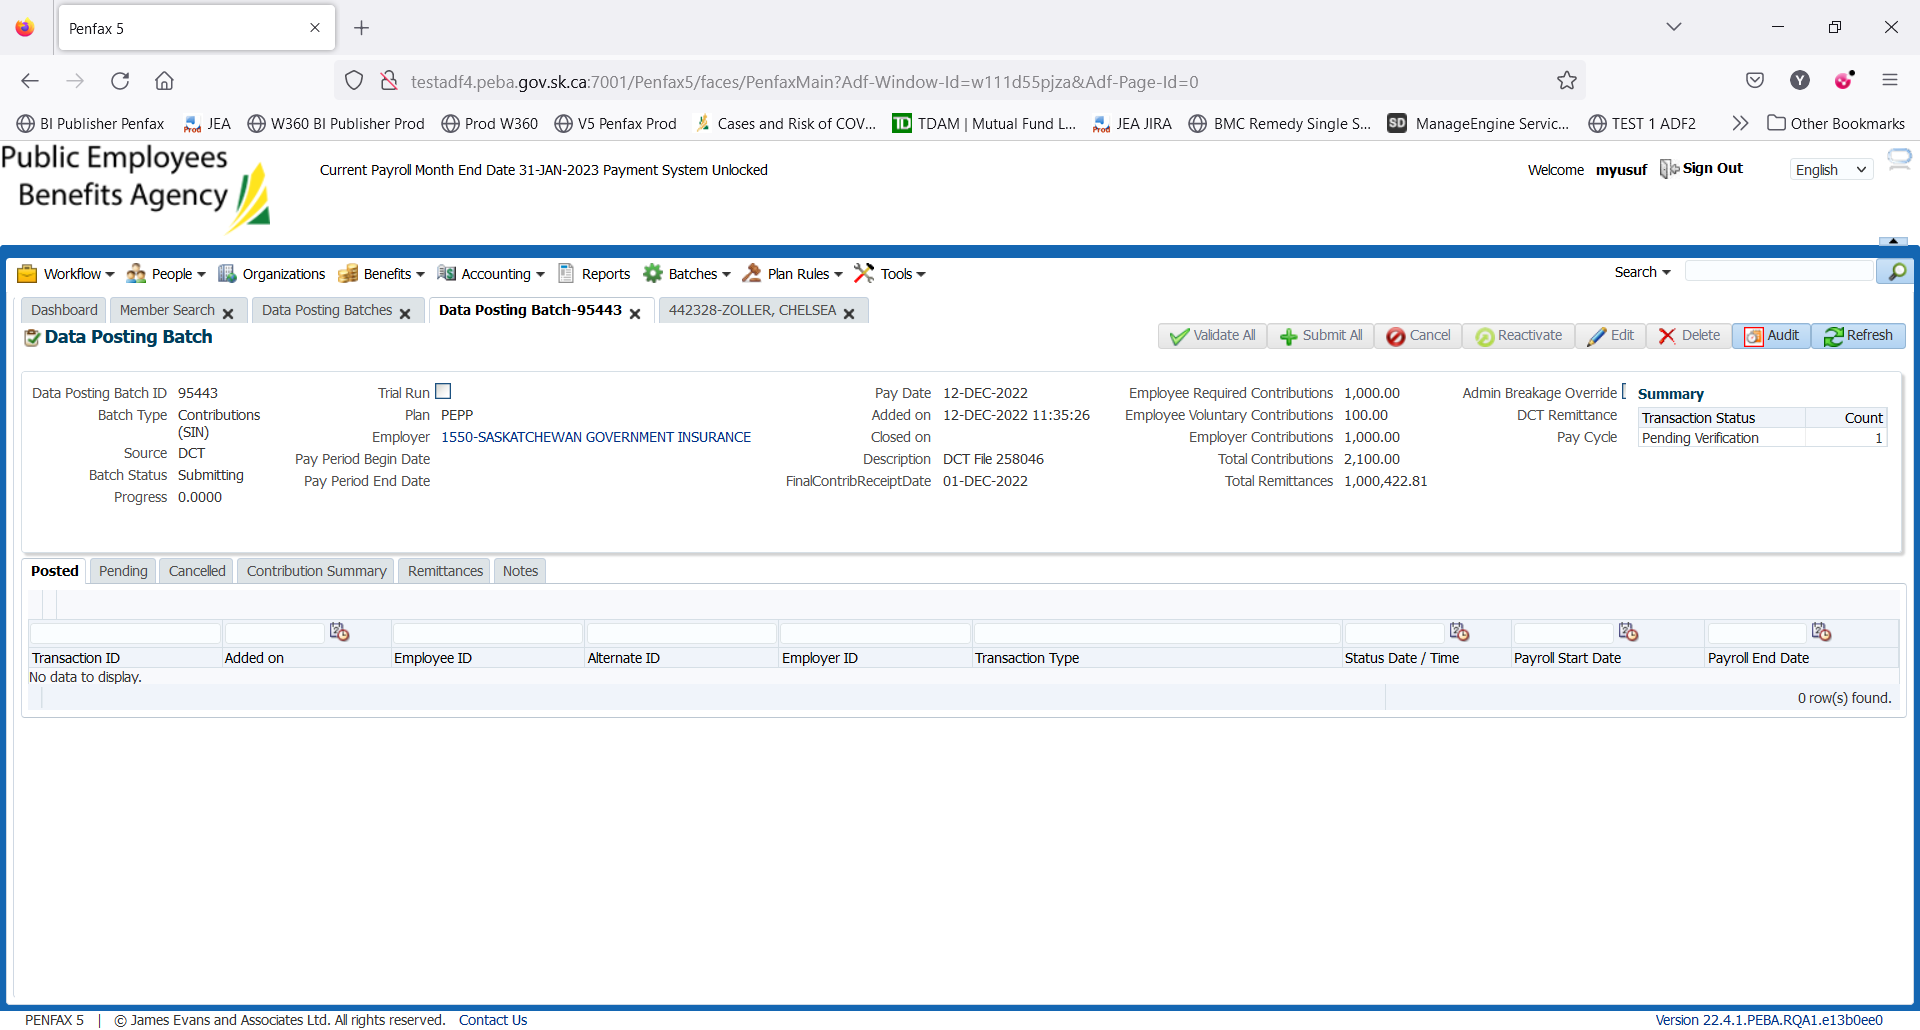 Penfax 5
testadf4.peba.gov.sk.ca:7001/Penfax5/faces/PenfaxMain?Adf-Window-Id=w111d55pjza&Adf-Page-Id=0
Y
BI Publisher Penfax JEA W360 BI Publisher Prod Prod W360 V5 Penfax Prod Cases and Risk of COV... TDAM | Mutual Fund L... JEA JIRA BMC Remedy Single S... SD ManageEngine Servic... TEST 1 ADF2 Other Bookmarks
Public Employees
Benefits Agency
Current Payroll Month End Date 31-JAN-2023 Payment System Unlocked
Welcome myusuf Sign Out English
Workflow People Organizations Benefits Accounting Reports Batches Plan Rules Tools Search
Dashboard Member Search Data Posting Batches Data Posting Batch-95443 442328-ZOLLER, CHELSEA
Data Posting Batch
Validate All Submit All Cancel Reactivate Edit Delete Audit Refresh
Data Posting Batch ID 95443
Batch Type Contributions
(SIN)
Source DCT
Batch Status Submitting
Progress 0.0000
Trial Run
Plan PEPP
Employer 1550-SASKATCHEWAN GOVERNMENT INSURANCE
Pay Period Begin Date
Pay Period End Date
Pay Date 12-DEC-2022
Added on 12-DEC-2022 11:35:26
Closed on
Description DCT File 258046
FinalContribReceiptDate 01-DEC-2022
Employee Required Contributions 1,000.00
Employee Voluntary Contributions 100.00
Employer Contributions 1,000.00
Total Contributions 2,100.00
Total Remittances 1,000,422.81
Admin Breakage Override
DCT Remittance
Pay Cycle
Summary
Transaction Status Count
Pending Verification 1
Posted Pending Cancelled Contribution Summary Remittances Notes
Transaction ID Added on Employee ID Alternate ID Employer ID Transaction Type Status Date / Time Payroll Start Date Payroll End Date
No data to display.
0 row(s) found.
PENFAX 5 | © James Evans and Associates Ltd. All rights reserved. Contact Us
Version 22.4.1.PEBA.RQA1.e13b0ee0